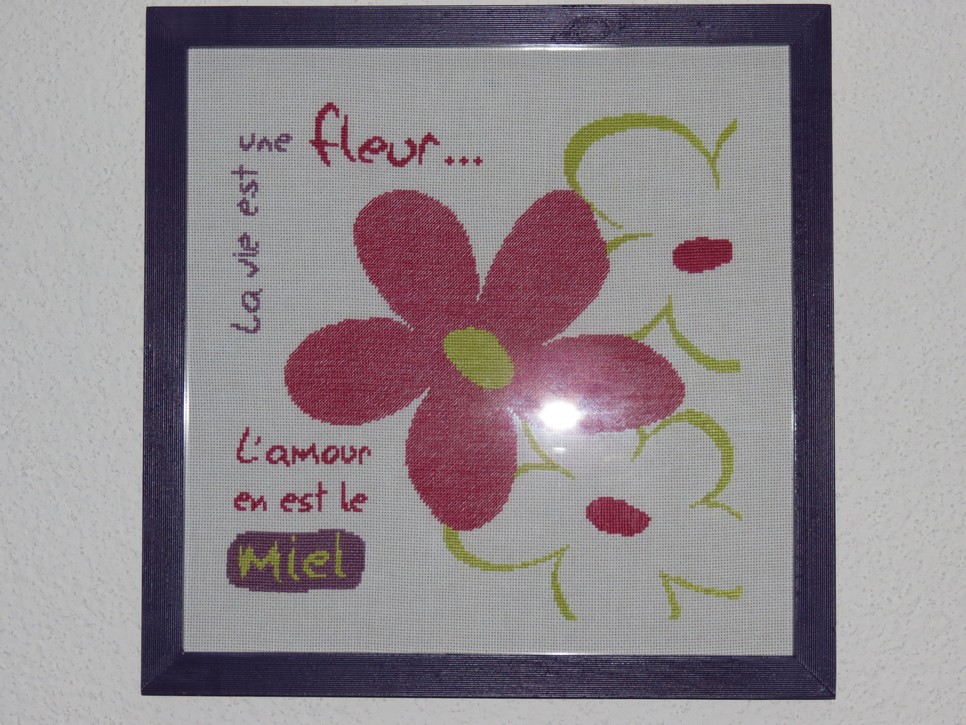 La vie est
une fleur...
L'amour
en est le
Miel